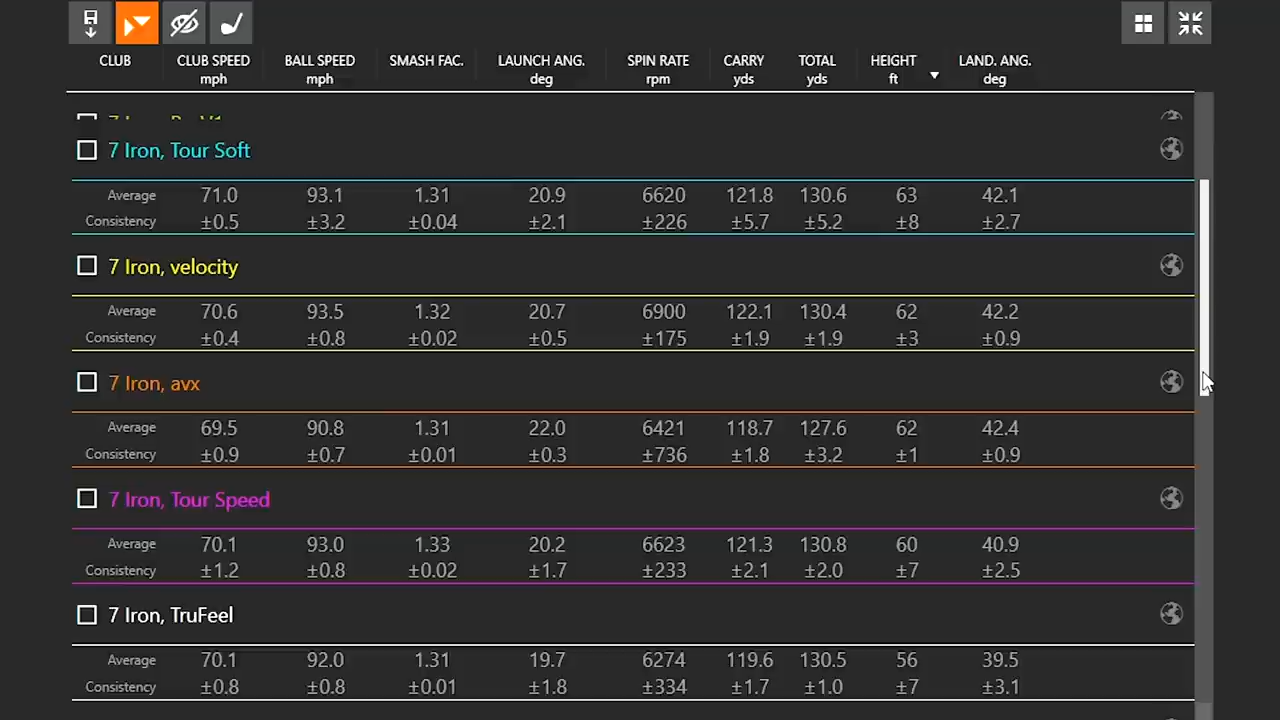 CLUB CLUB SPEED BALL SPEED SMASH FAC. LAUNCH ANG. SPIN RATE CARRY TOTAL HEIGHT LAND. ANG.
mph mph deg rpm yds yds ft deg
7 Iron, Tour Soft
Average 71.0 93.1 1.31 20.9 6620 121.8 130.6 63 42.1
Consistency ±0.5 ±3.2 ±0.04 ±2.1 ±226 ±5.7 ±5.2 ±8 ±2.7
7 Iron, velocity
Average 70.6 93.5 1.32 20.7 6900 122.1 130.4 62 42.2
Consistency ±0.4 ±0.8 ±0.02 ±0.5 ±175 ±1.9 ±1.9 ±3 ±0.9
7 Iron, avx
Average 69.5 90.8 1.31 22.0 6421 118.7 127.6 62 42.4
Consistency ±0.9 ±0.7 ±0.01 ±0.3 ±736 ±1.8 ±3.2 ±1 ±0.9
7 Iron, Tour Speed
Average 70.1 93.0 1.33 20.2 6623 121.3 130.8 60 40.9
Consistency ±1.2 ±0.8 ±0.02 ±1.7 ±233 ±2.1 ±2.0 ±7 ±2.5
7 Iron, TruFeel
Average 70.1 92.0 1.31 19.7 6274 119.6 130.5 56 39.5
Consistency ±0.8 ±0.8 ±0.01 ±1.8 ±334 ±1.7 ±1.0 ±7 ±3.1